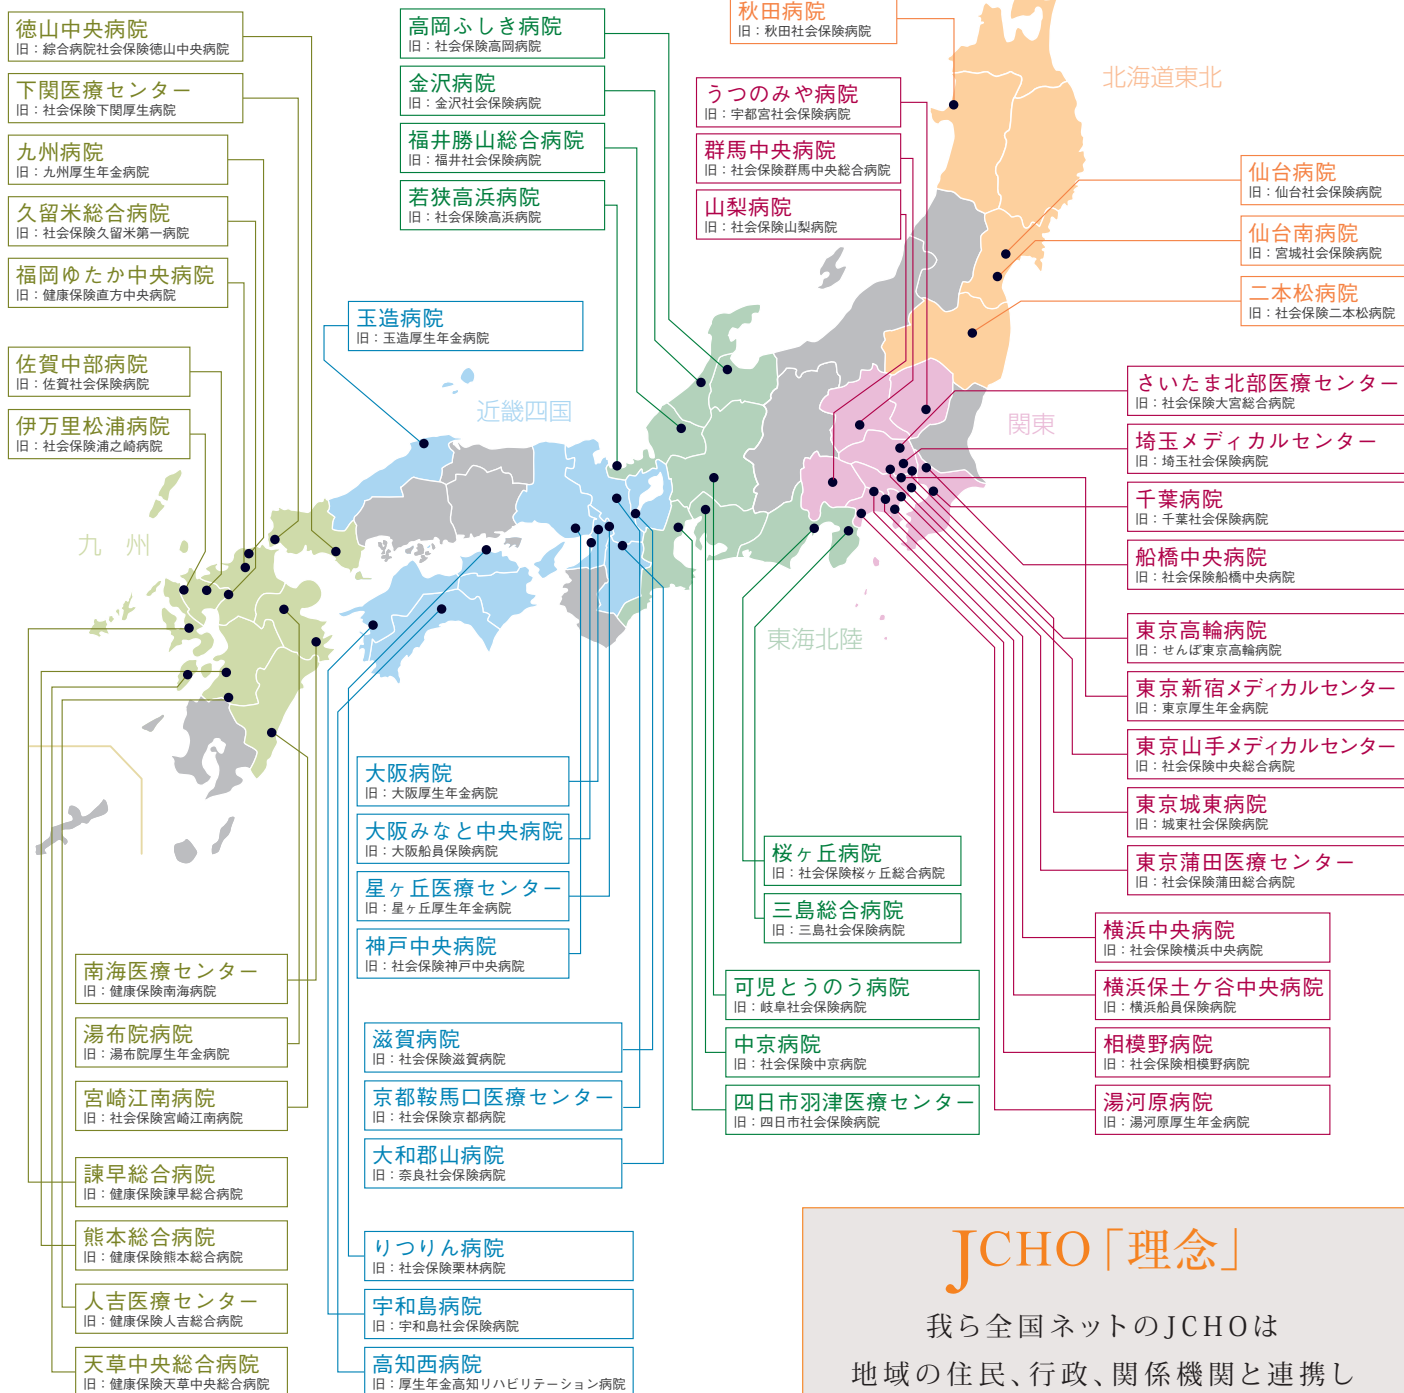 徳山中央病院
旧：綜合病院社会保険徳山中央病院
下関医療センター
旧：社会保険下関厚生病院
九州病院
旧：九州厚生年金病院
久留米総合病院
旧：社会保険久留米第一病院
福岡ゆたか中央病院
旧：健康保険直方中央病院
佐賀中部病院
旧：佐賀社会保険病院
伊万里松浦病院
旧：社会保険浦之崎病院
九 州
高岡ふしき病院
旧：社会保険高岡病院
金沢病院
旧：金沢社会保険病院
福井勝山総合病院
旧：福井社会保険病院
若狭高浜病院
旧：社会保険高浜病院
玉造病院
旧：玉造厚生年金病院
近畿四国
秋田病院
旧：秋田社会保険病院
うつのみや病院
旧：宇都宮社会保険病院
群馬中央病院
旧：社会保険群馬中央総合病院
山梨病院
旧：社会保険山梨病院
北海道東北
仙台病院
旧：仙台社会保険病院
仙台南病院
旧：宮城社会保険病院
二本松病院
旧：社会保険二本松病院
関東
さいたま北部医療センター
旧：社会保険大宮総合病院
埼玉メディカルセンター
旧：埼玉社会保険病院
千葉病院
旧：千葉社会保険病院
船橋中央病院
旧：社会保険船橋中央病院
東京高輪病院
旧：せんぽ東京高輪病院
東京新宿メディカルセンター
旧：東京厚生年金病院
東京山手メディカルセンター
旧：社会保険中央総合病院
東京城東病院
旧：城東社会保険病院
東京蒲田医療センター
旧：社会保険蒲田総合病院
横浜中央病院
旧：社会保険横浜中央病院
横浜保土ケ谷中央病院
旧：横浜船員保険病院
相模野病院
旧：社会保険相模野病院
湯河原病院
旧：湯河原厚生年金病院
東海北陸
桜ヶ丘病院
旧：社会保険桜ヶ丘総合病院
三島総合病院
旧：三島社会保険病院
可児とうのう病院
旧：岐阜社会保険病院
中京病院
旧：社会保険中京病院
四日市羽津医療センター
旧：四日市社会保険病院
大阪病院
旧：大阪厚生年金病院
大阪みなと中央病院
旧：大阪船員保険病院
星ヶ丘医療センター
旧：星ヶ丘厚生年金病院
神戸中央病院
旧：社会保険神戸中央病院
滋賀病院
旧：社会保険滋賀病院
京都鞍馬口医療センター
旧：社会保険京都病院
大和郡山病院
旧：奈良社会保険病院
りつりん病院
旧：社会保険栗林病院
宇和島病院
旧：宇和島社会保険病院
高知西病院
旧：厚生年金高知リハビリテーション病院
南海医療センター
旧：健康保険南海病院
湯布院病院
旧：湯布院厚生年金病院
宮崎江南病院
旧：社会保険宮崎江南病院
諫早総合病院
旧：健康保険諫早総合病院
熊本総合病院
旧：健康保険熊本総合病院
人吉医療センター
旧：健康保険人吉総合病院
天草中央総合病院
旧：健康保険天草中央総合病院
JCHO「理念」
我ら全国ネットのJCHOは
地域の住民、行政、関係機関と連携し